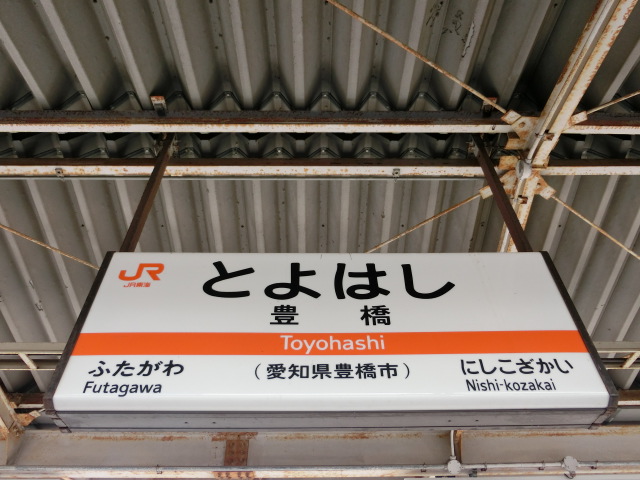 JR
JR東海
とよはし
豊橋
Toyohashi
ふたがわ
Futagawa
(愛知県豊橋市)
にしこざかい
Nishi-kozakai